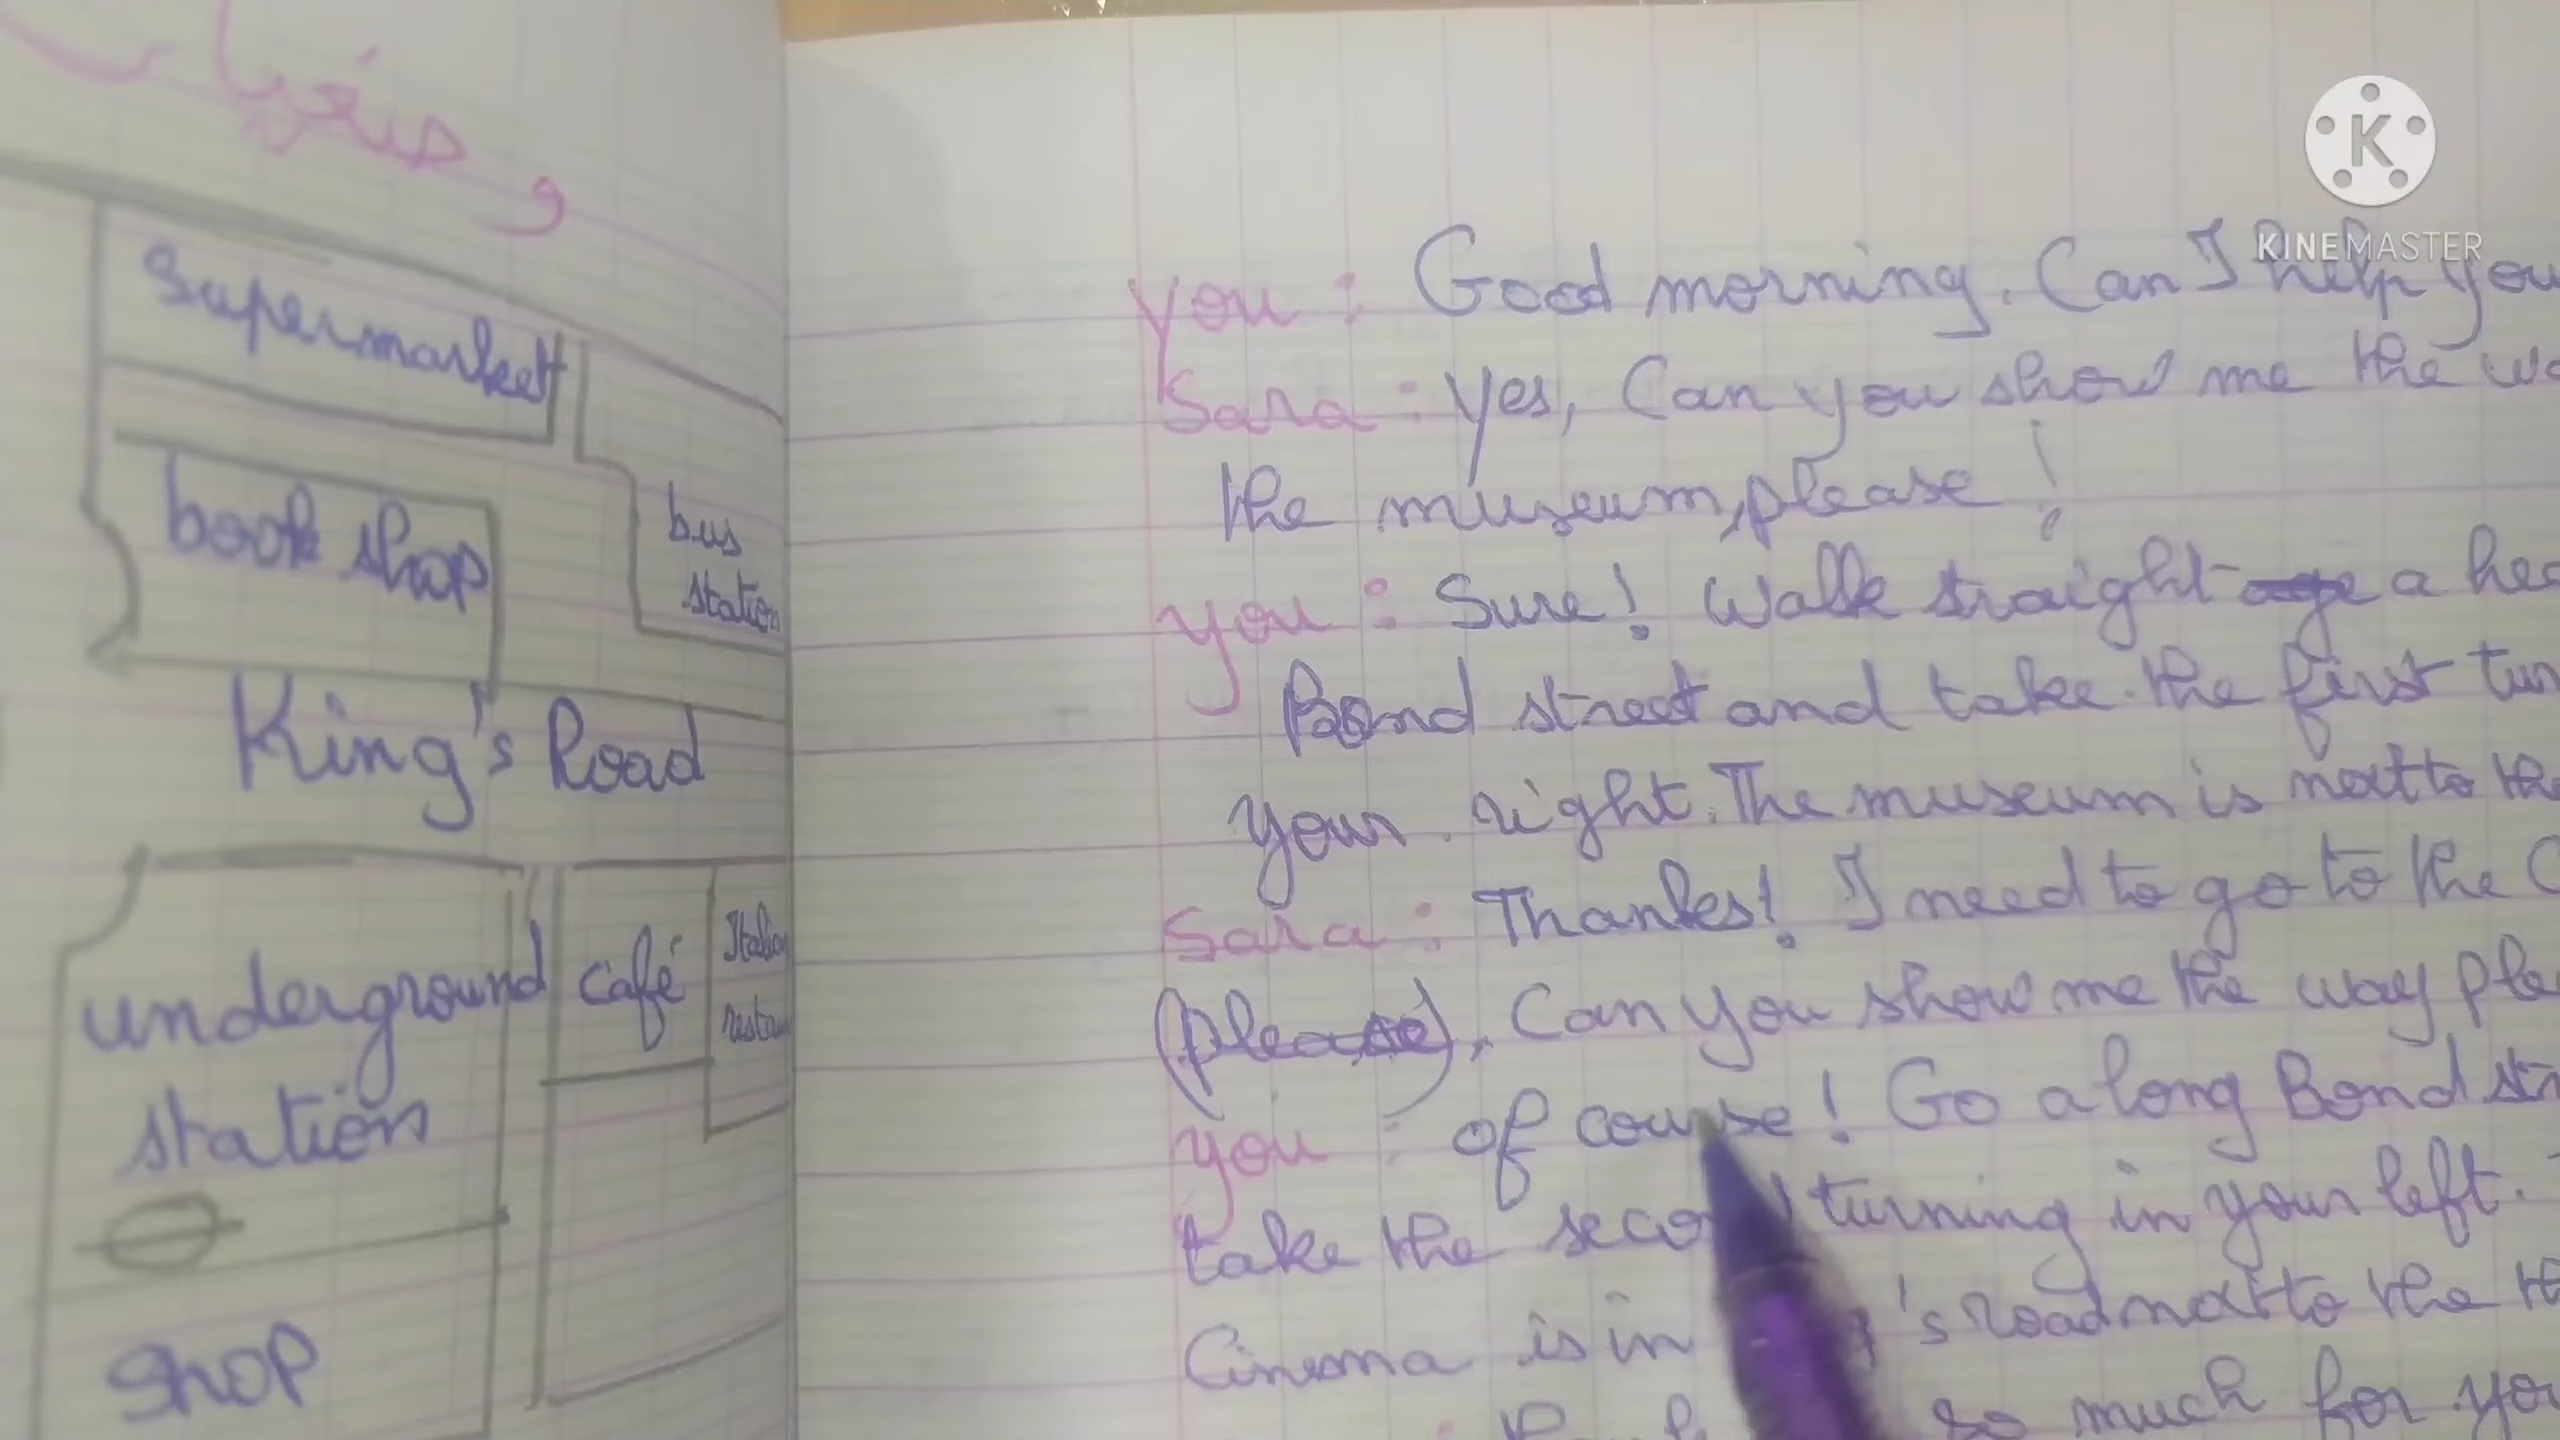 وضعيات
Supermarket
book shop
bus
station
King's Road
underground
station
café
shop
you : Good morning. Can I help you
Sara : yes, Can you show me the
the museum, please !
you : Sure! Walk straight a
Bond street and take the first
your right. The museum is next to the
Sara : Thanks! I need to go to the
(please), Can you show me the way
you : of course! Go along Bond
take the second turning in your left.
Cinema is in 's road next to the
so much for
KINEMASTER